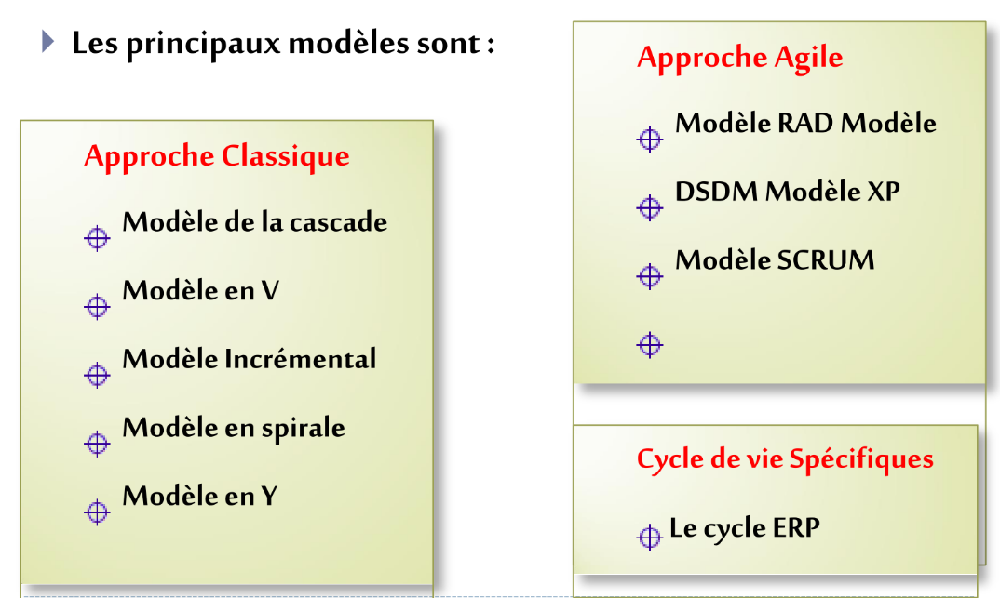 Les principaux modèles sont :
Approche Classique
Modèle de la cascade
Modèle en V
Modèle Incrémental
Modèle en spirale
Modèle en Y
Approche Agile
Modèle RAD Modèle
DSDM Modèle XP
Modèle SCRUM
Cycle de vie Spécifiques
Le cycle ERP